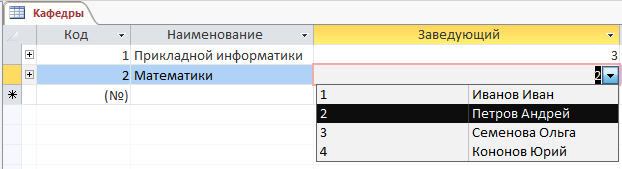 Кафедры
Код Наименование Заведующий
1 Прикладной информатики 3
2 Математики 2
(№)
1 Иванов Иван
2 Петров Андрей
3 Семенова Ольга
4 Кононов Юрий